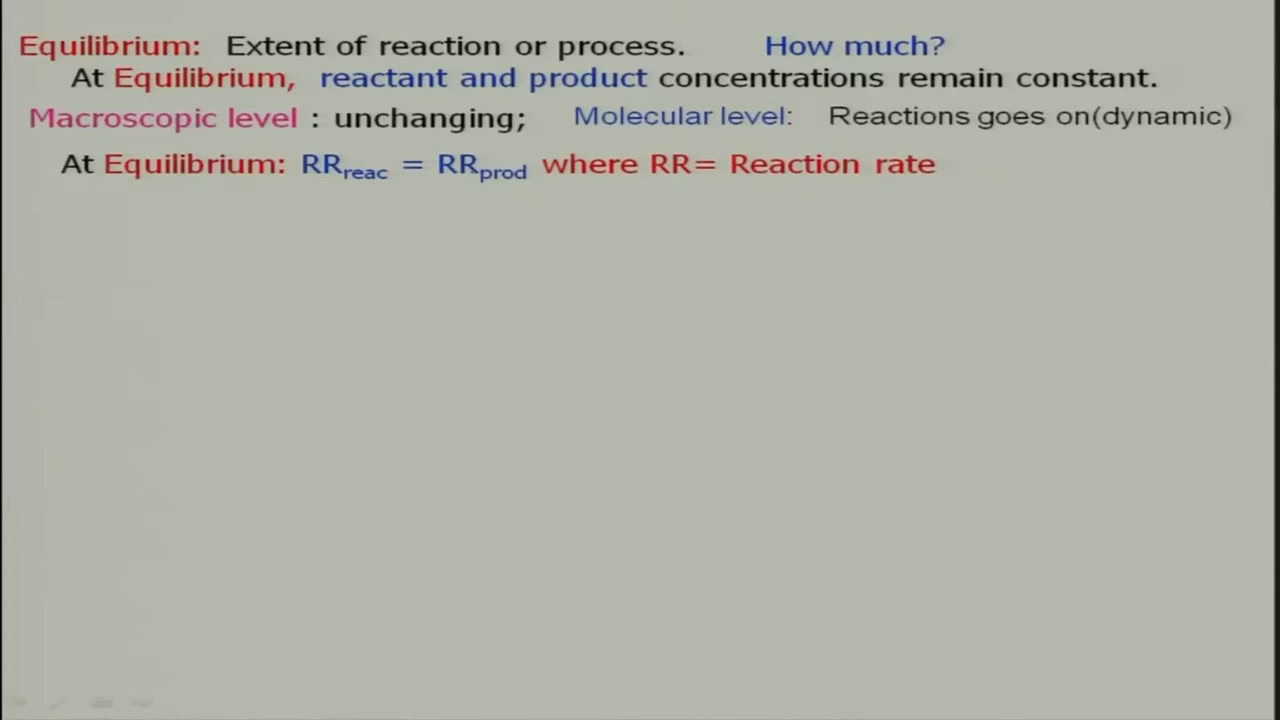 Equilibrium: Extent of reaction or process. How much?
At Equilibrium, reactant and product concentrations remain constant.
Macroscopic level : unchanging; Molecular level: Reactions goes on(dynamic)
At Equilibrium: RRreac = RRprod where RR= Reaction rate